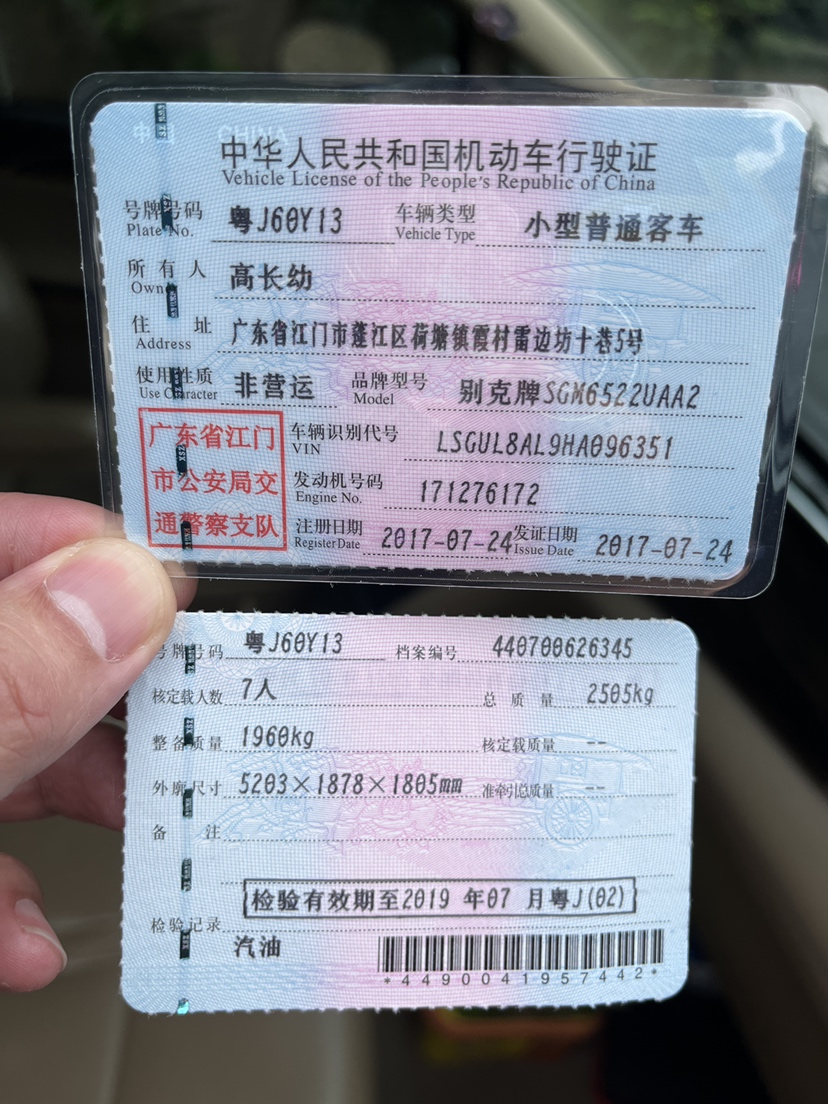 中国 CHINA
中华人民共和国机动车行驶证
Vehicle License of the People's Republic of China
号牌号码 粤J60Y13 车辆类型 小型普通客车
Plate No. Vehicle Type
所有人 高长幼
Owner
住址 广东省江门市蓬江区荷塘镇霞村雷边坊十巷5号
Address
使用性质 非营运 品牌型号 别克牌SGM6522UAA2
Use Character Model
广东省江门
市公安局交
通警察支队
车辆识别代号 LSGUL8AL9HA096351
VIN
发动机号码 171276172
Engine No.
注册日期 2017-07-24 发证日期 2017-07-24
Register Date Issue Date
号牌号码 粤J60Y13 档案编号 440700626345
核定载人数 7人 总质量 2505kg
整备质量 1960kg 核定载质量 --
外廓尺寸 5203×1878×1805mm 准牵引总质量 --
备注
检验有效期至2019 年07 月粤J(02)
检验记录
汽油
*4490041957442*